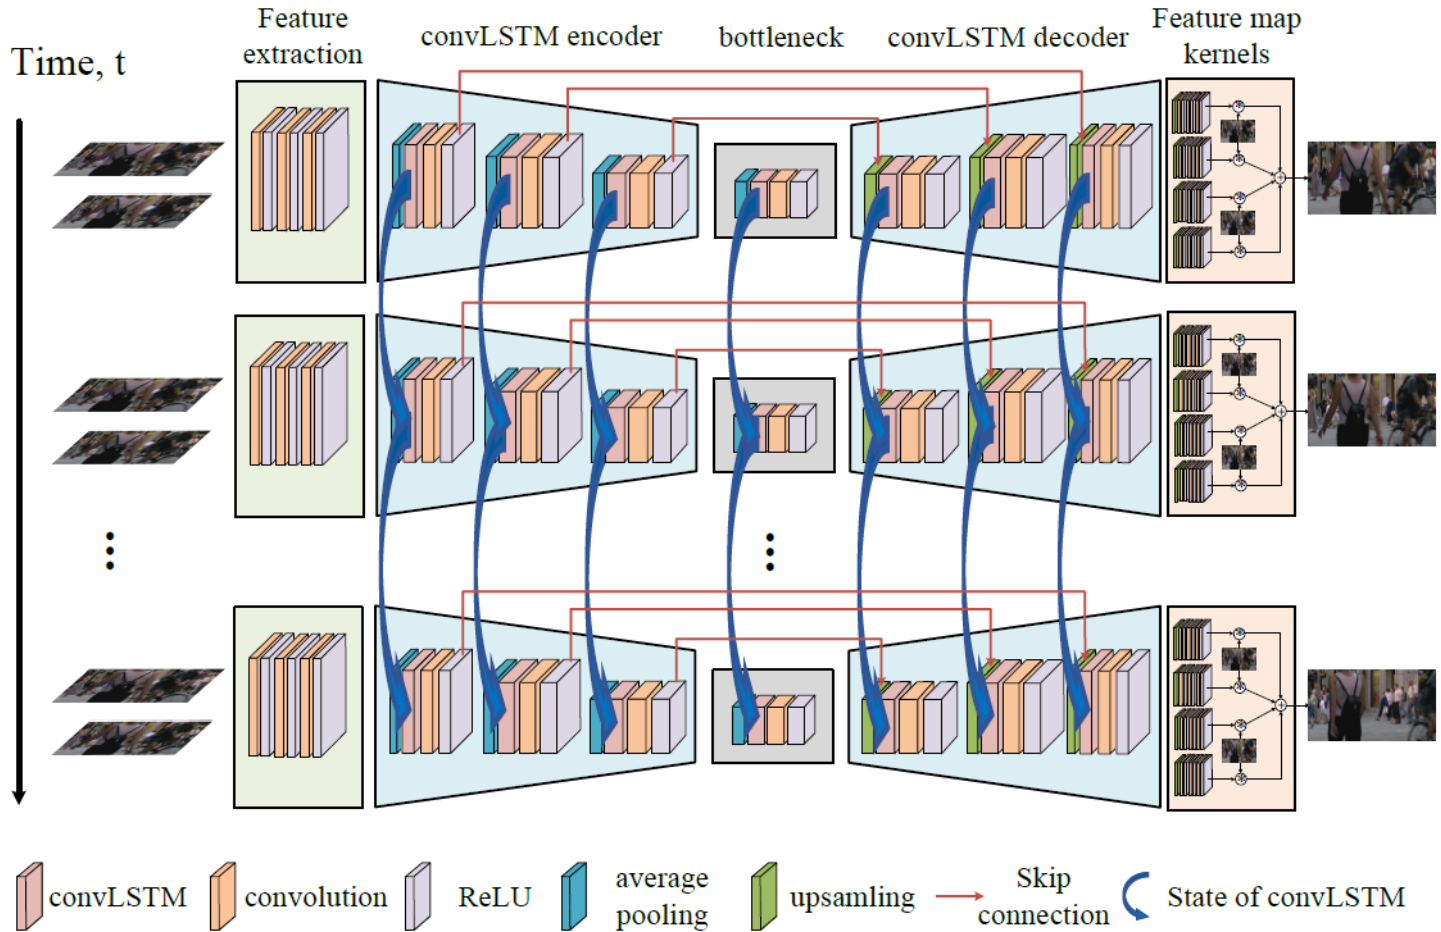 Time, t
Feature
extraction
convLSTM encoder
bottleneck
convLSTM decoder
Feature map
kernels
convLSTM
convolution
ReLU
average
pooling
upsamling
Skip
connection
State of convLSTM